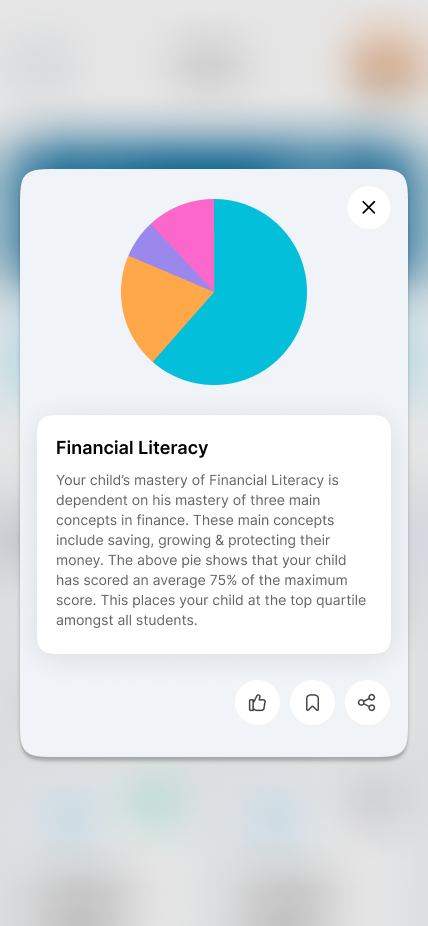 Financial Literacy
Your child’s mastery of Financial Literacy is
dependent on his mastery of three main
concepts in finance. These main concepts
include saving, growing & protecting their
money. The above pie shows that your child
has scored an average 75% of the maximum
score. This places your child at the top quartile
amongst all students.